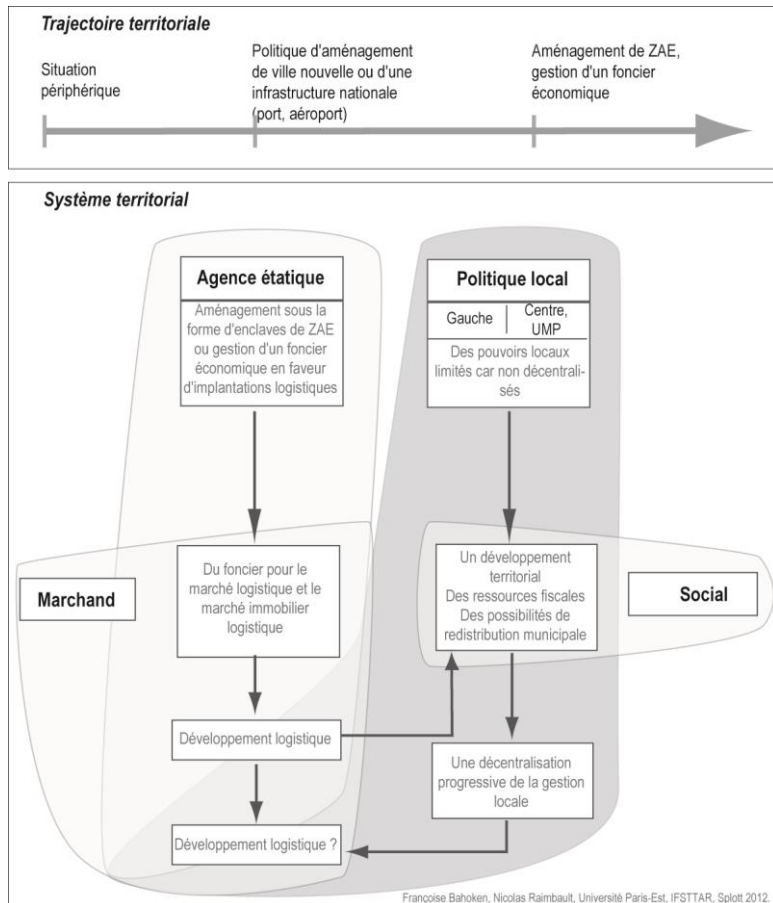 Trajectoire territoriale
Situation
périphérique
Politique d'aménagement
de ville nouvelle ou d'une
infrastructure nationale
(port, aéroport)
Aménagement de ZAE,
gestion d'un foncier
économique
Système territorial
Agence étatique
Aménagement sous la
forme d'enclaves de ZAE
ou gestion d'un foncier
économique en faveur
d'implantations logistiques
Politique local
Gauche
Centre,
UMP
Des pouvoirs locaux
limités car non décentrali-
sés
Marchand
Du foncier pour le
marché logistique et le
marché immobilier
logistique
Un développement
territorial
Des ressources fiscales
Des possibilités de
redistribution municipale
Social
Développement logistique
Une décentralisation
progressive de la gestion
locale
Développement logistique ?
Françoise Bahoken, Nicolas Raimbault, Université Paris-Est, IFSTTAR, Splott 2012.